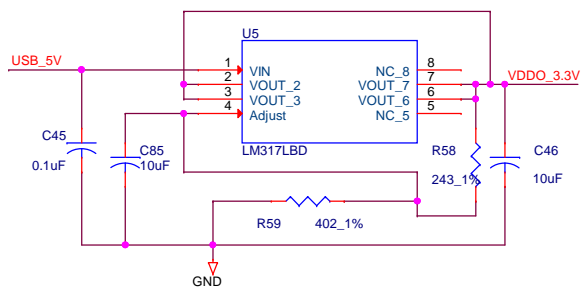 U5
USB_5V
1 VIN NC_8 8
2 VOUT_2 VOUT_7 7
3 VOUT_3 VOUT_6 6
4 Adjust NC_5 5
VDDO_3.3V
LM317LBD
C45
0.1uF
C85
10uF
R58
243_1%
C46
10uF
R59 402_1%
GND